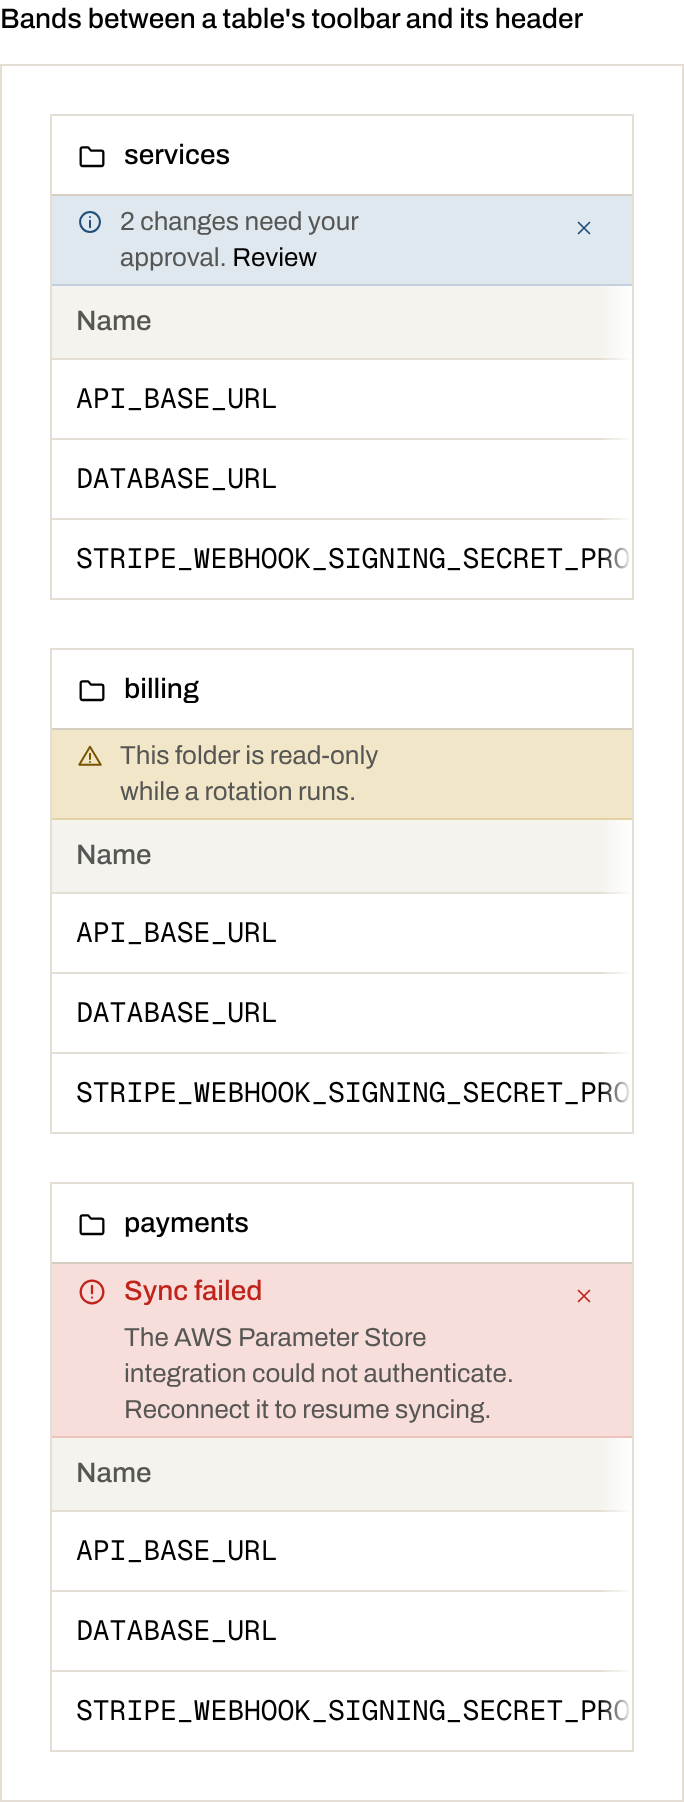 Bands between a table's toolbar and its header
services
2 changes need your
approval. Review
Name
API_BASE_URL
DATABASE_URL
STRIPE_WEBHOOK_SIGNING_SECRET_PRO
billing
This folder is read-only
while a rotation runs.
Name
API_BASE_URL
DATABASE_URL
STRIPE_WEBHOOK_SIGNING_SECRET_PRO
payments
Sync failed
The AWS Parameter Store
integration could not authenticate.
Reconnect it to resume syncing.
Name
API_BASE_URL
DATABASE_URL
STRIPE_WEBHOOK_SIGNING_SECRET_PRO